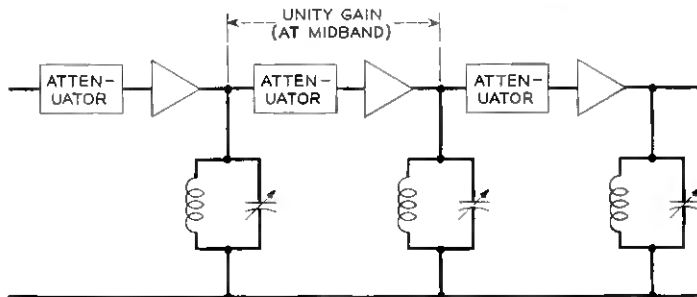 UNITY GAIN
(AT MIDBAND)
ATTEN-
UATOR
ATTEN-
UATOR
ATTEN-
UATOR